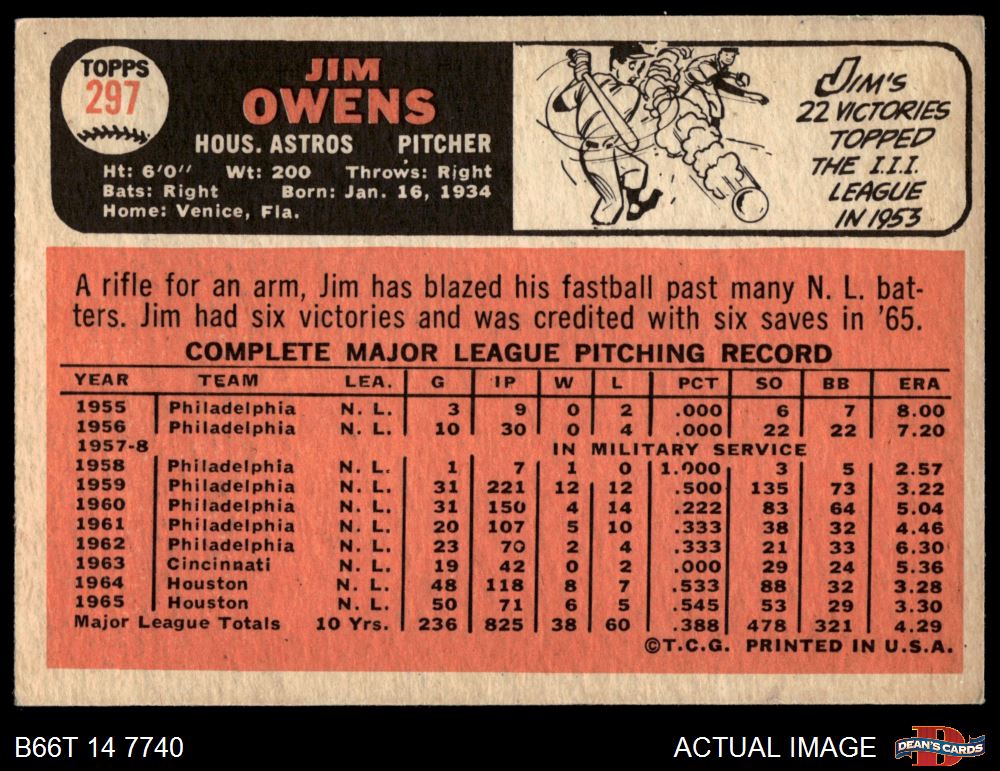 TOPPS
297
JIM
OWENS
HOUS. ASTROS PITCHER
Ht: 6'0" Wt: 200 Throws: Right
Bats: Right Born: Jan. 16, 1934
Home: Venice, Fla.
JIM'S
22 VICTORIES
TOPPED
THE I.I.I.
LEAGUE
IN 1953
A rifle for an arm, Jim has blazed his fastball past many N. L. bat-
ters. Jim had six victories and was credited with six saves in '65.
COMPLETE MAJOR LEAGUE PITCHING RECORD
YEAR TEAM LEA. G IP W L PCT SO BB ERA
1955 Philadelphia N. L. 3 9 0 2 .000 6 7 8.00
1956 Philadelphia N. L. 10 30 0 4 .000 22 22 7.20
1957-8 IN MILITARY SERVICE
1958 Philadelphia N. L. 1 7 1 0 1.000 3 5 2.57
1959 Philadelphia N. L. 31 221 12 12 .500 135 73 3.22
1960 Philadelphia N. L. 31 150 4 14 .222 83 64 5.04
1961 Philadelphia N. L. 20 107 5 10 .333 38 32 4.46
1962 Philadelphia N. L. 23 70 2 4 .333 21 33 6.30
1963 Cincinnati N. L. 19 42 0 2 .000 29 24 5.36
1964 Houston N. L. 48 118 8 7 .533 88 32 3.28
1965 Houston N. L. 50 71 6 5 .545 53 29 3.30
Major League Totals 10 Yrs. 236 825 38 60 .388 478 321 4.29
©T.C.G. PRINTED IN U.S.A.
B66T 14 7740
ACTUAL IMAGE
D
DEAN'S CARDS